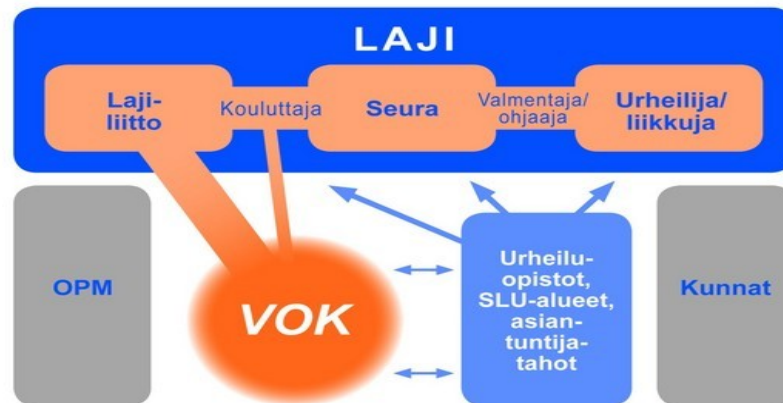 LAJI
Laji-
liitto
Kouluttaja
Seura
Valmentaja/
ohjaaja
Urheilija/
liikkuja
OPM
VOK
Urheilu-
opistot,
SLU-alueet,
asian-
tuntija-
tahot
Kunnat